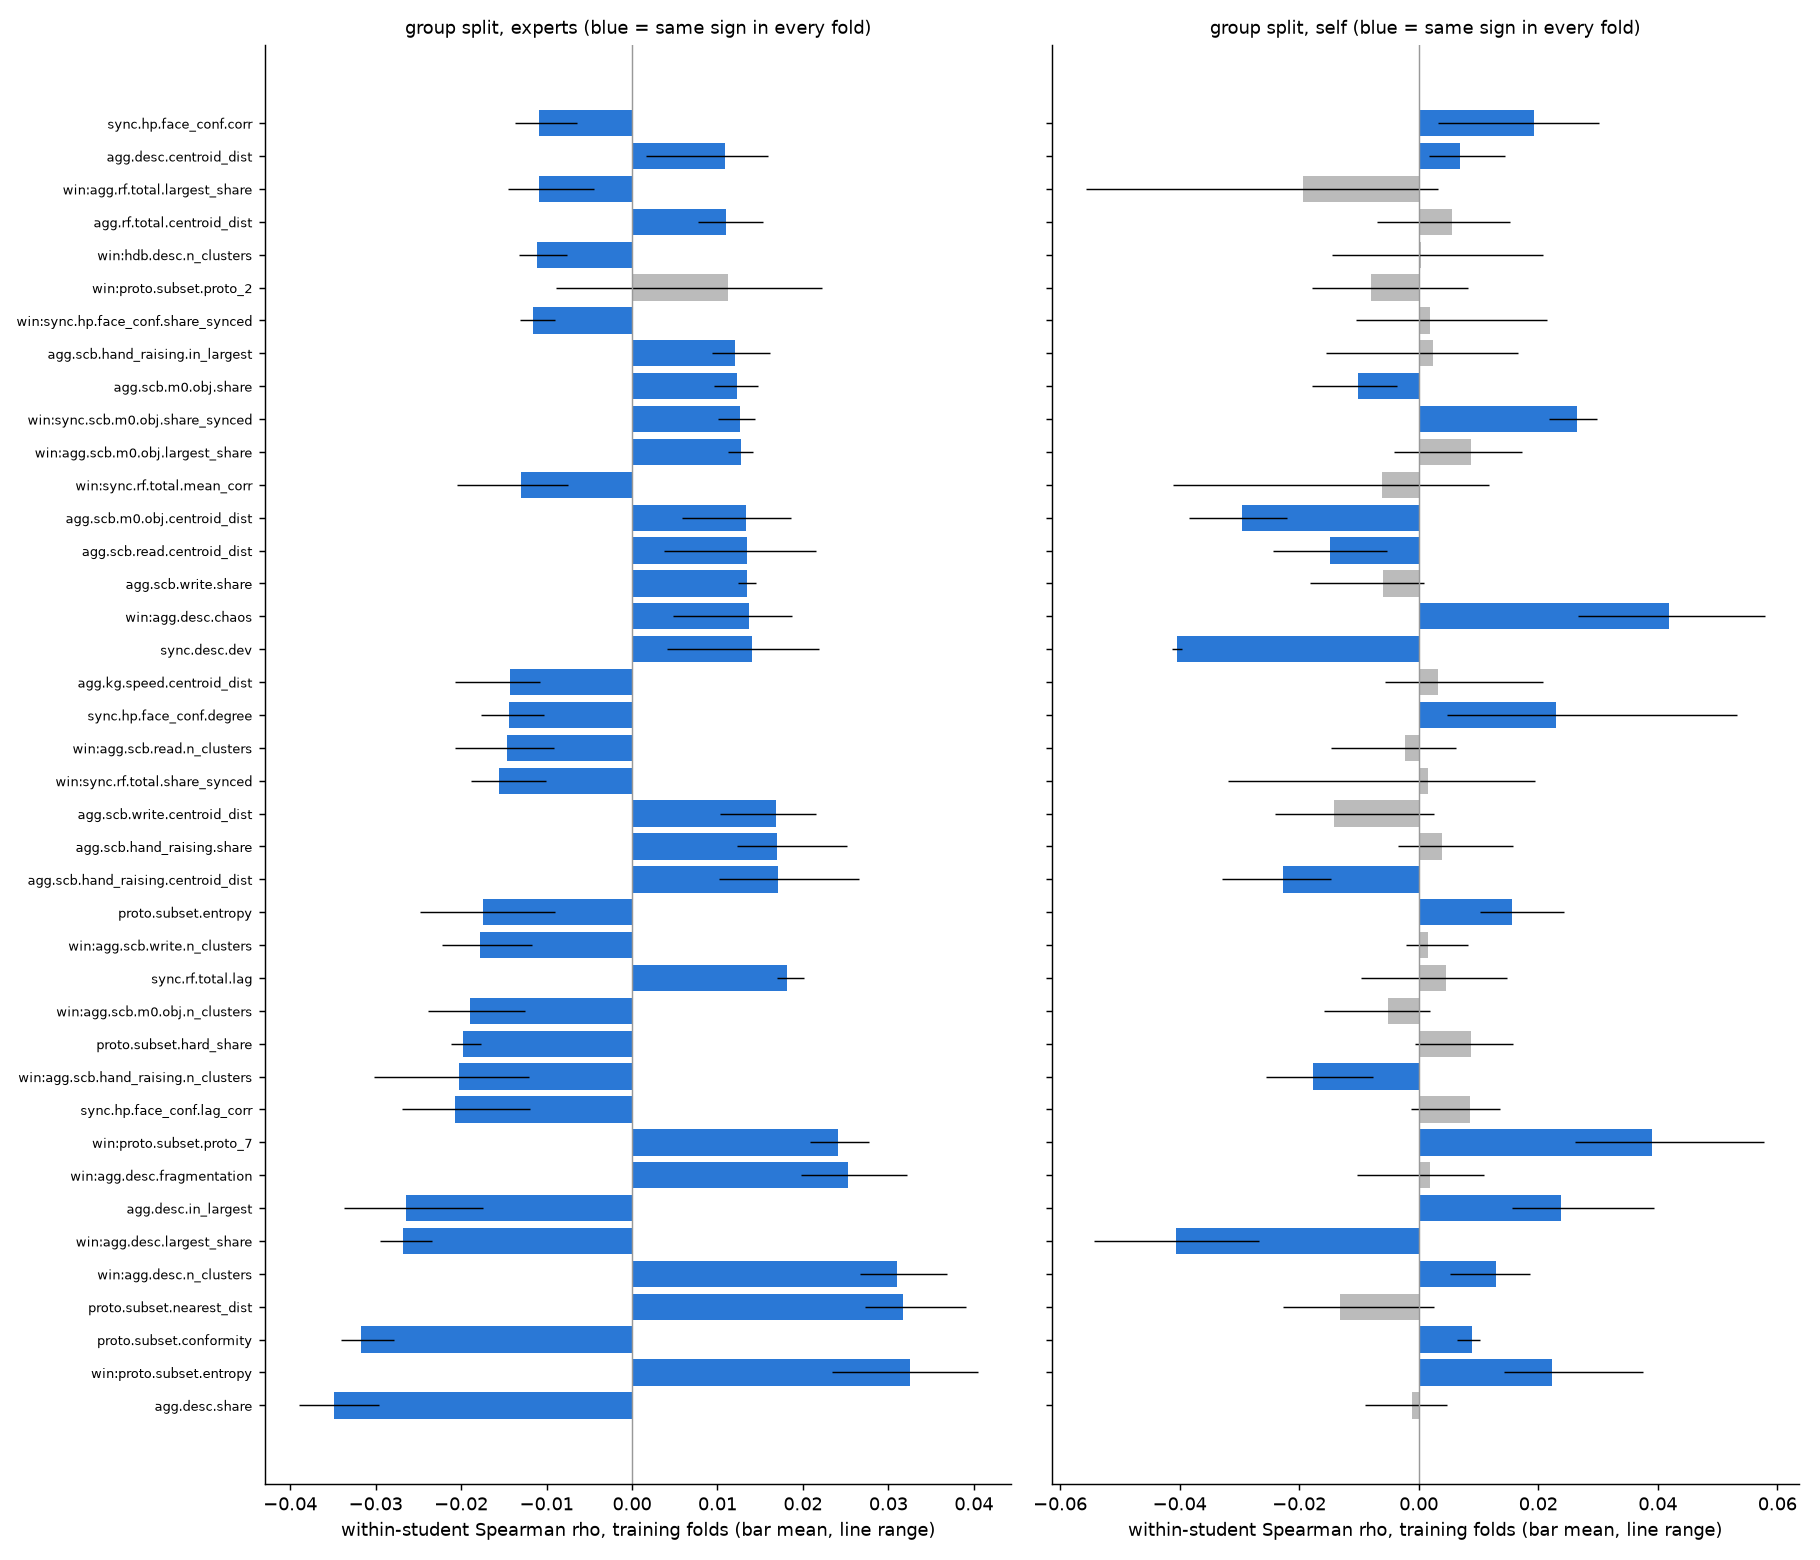 group split, experts (blue = same sign in every fold)
group split, self (blue = same sign in every fold)
sync.hp.face_conf.corr
agg.desc.centroid_dist
win:agg.rf.total.largest_share
agg.rf.total.centroid_dist
win:hdb.desc.n_clusters
win:proto.subset.proto_2
win:sync.hp.face_conf.share_synced
agg.scb.hand_raising.in_largest
agg.scb.m0.obj.share
win:sync.scb.m0.obj.share_synced
win:agg.scb.m0.obj.largest_share
win:sync.rf.total.mean_corr
agg.scb.m0.obj.centroid_dist
agg.scb.read.centroid_dist
agg.scb.write.share
win:agg.desc.chaos
sync.desc.dev
agg.kg.speed.centroid_dist
sync.hp.face_conf.degree
win:agg.scb.read.n_clusters
win:sync.rf.total.share_synced
agg.scb.write.centroid_dist
agg.scb.hand_raising.share
agg.scb.hand_raising.centroid_dist
proto.subset.entropy
win:agg.scb.write.n_clusters
sync.rf.total.lag
win:agg.scb.m0.obj.n_clusters
proto.subset.hard_share
win:agg.scb.hand_raising.n_clusters
sync.hp.face_conf.lag_corr
win:proto.subset.proto_7
win:agg.desc.fragmentation
agg.desc.in_largest
win:agg.desc.largest_share
win:agg.desc.n_clusters
proto.subset.nearest_dist
proto.subset.conformity
win:proto.subset.entropy
agg.desc.share
−0.04 −0.03 −0.02 −0.01 0.00 0.01 0.02 0.03 0.04
within-student Spearman rho, training folds (bar mean, line range)
−0.06 −0.04 −0.02 0.00 0.02 0.04 0.06
within-student Spearman rho, training folds (bar mean, line range)